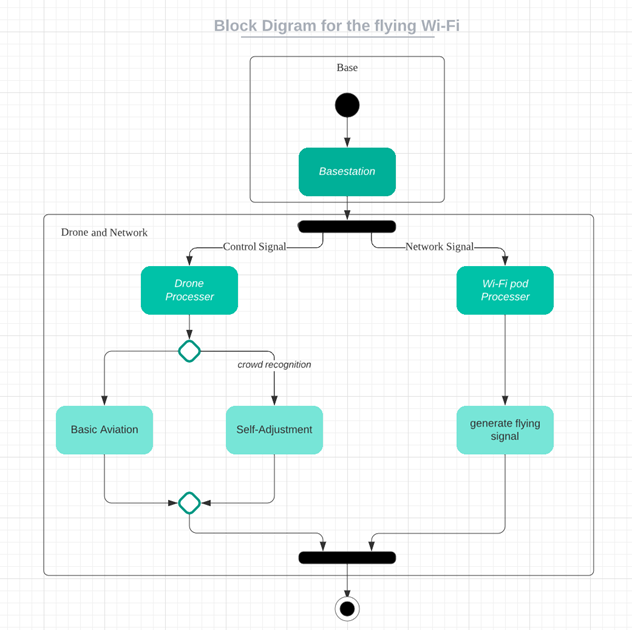 Block Digram for the flying Wi-Fi
Base
Basestation
Drone and Network
Control Signal
Network Signal
Drone
Processer
Wi-Fi pod
Processer
crowd recognition
Basic Aviation
Self-Adjustment
generate flying
signal